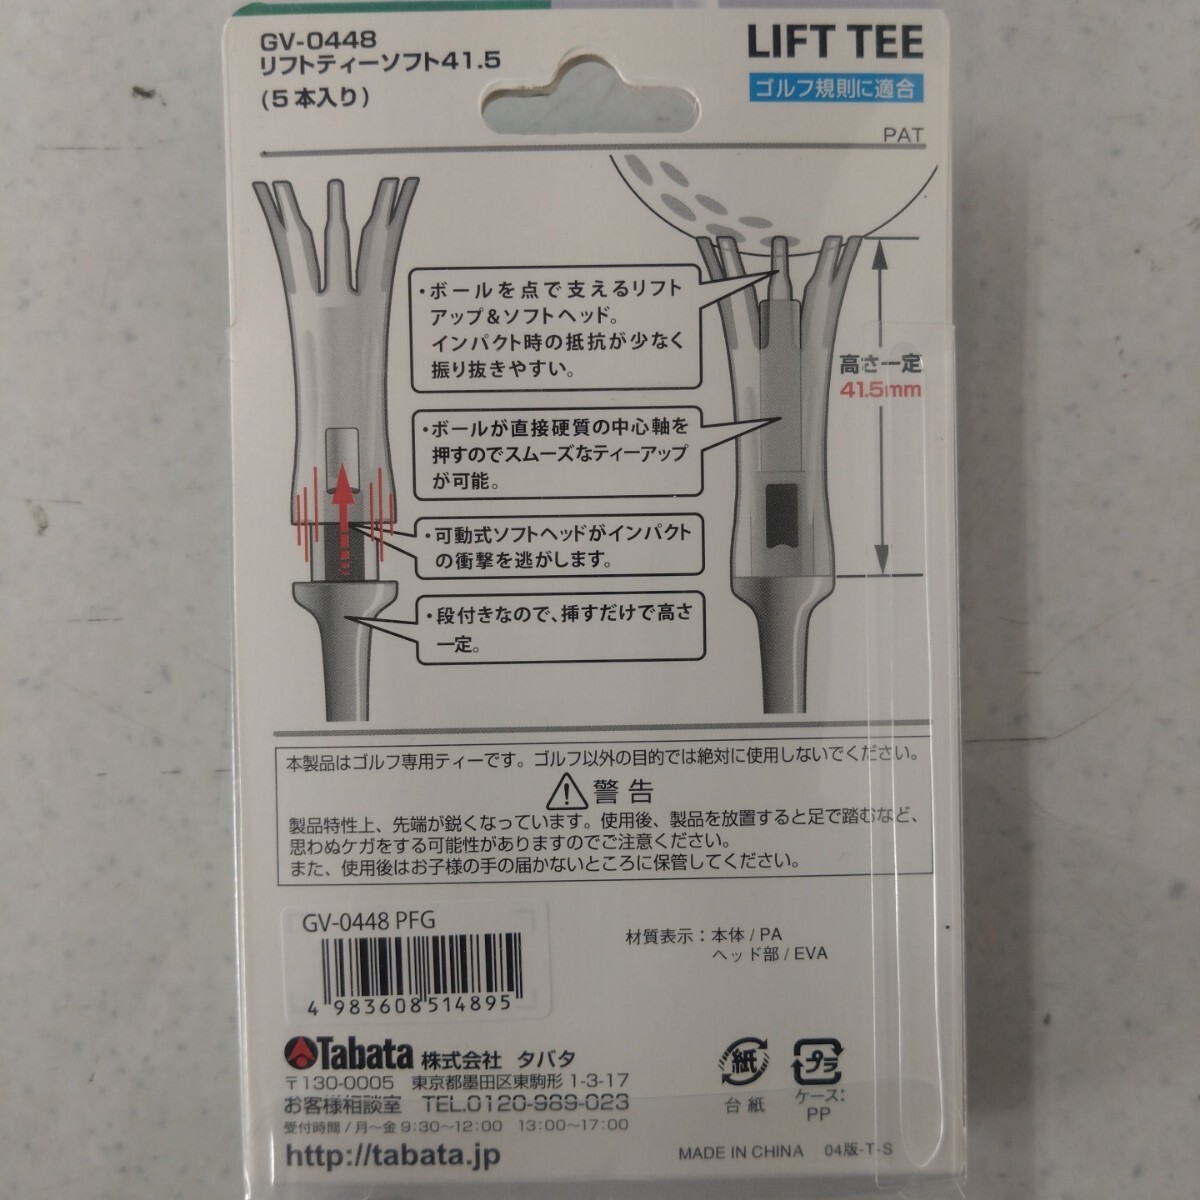 GV-0448
リフトティーソフト41.5
(5本入り)
LIFT TEE
ゴルフ規則に適合
PAT
・ボールを点で支えるリフト
アップ&ソフトヘッド。
インパクト時の抵抗が少なく
振り抜きやすい。
・ボールが直接硬質の中心軸を
押すのでスムーズなティーアップ
が可能。
・可動式ソフトヘッドがインパクト
の衝撃を逃がします。
・段付きなので、挿すだけで高さ
一定。
高さ一定
41.5mm
本製品はゴルフ専用ティーです。ゴルフ以外の目的では絶対に使用しないでください。
警告
製品特性上、先端が鋭くなっています。使用後、製品を放置すると足で踏むなど、
思わぬケガをする可能性がありますのでご注意ください。
また、使用後はお子様の手の届かないところに保管してください。
GV-0448 PFG
4 983608 514895
材質表示：本体 / PA
ヘッド部 / EVA
Tabata 株式会社 タバタ
〒130-0005 東京都墨田区東駒形 1-3-17
お客様相談室 TEL.0120-989-023
受付時間 / 月～金 9:30～12:00 13:00～17:00
http://tabata.jp
紙
台紙
プラ
ケース:
PP
MADE IN CHINA 04版-T-S